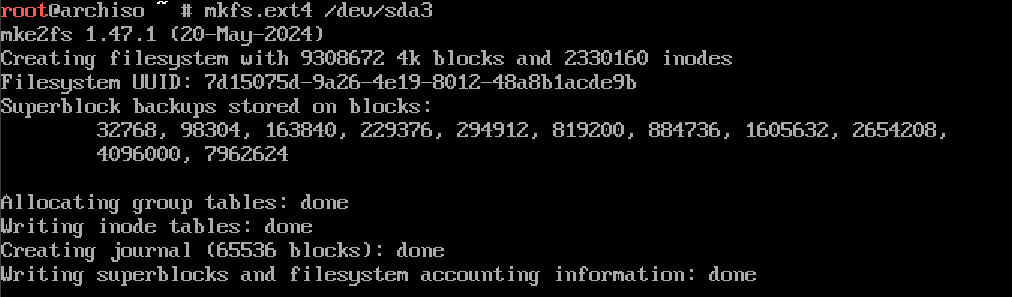 root@archiso ~ # mkfs.ext4 /dev/sda3
mke2fs 1.47.1 (20-May-2024)
Creating filesystem with 9308672 4k blocks and 2330160 inodes
Filesystem UUID: 7d15075d-9a26-4e19-8012-48a8b1acde9b
Superblock backups stored on blocks:
        32768, 98304, 163840, 229376, 294912, 819200, 884736, 1605632, 2654208,
        4096000, 7962624

Allocating group tables: done
Writing inode tables: done
Creating journal (65536 blocks): done
Writing superblocks and filesystem accounting information: done